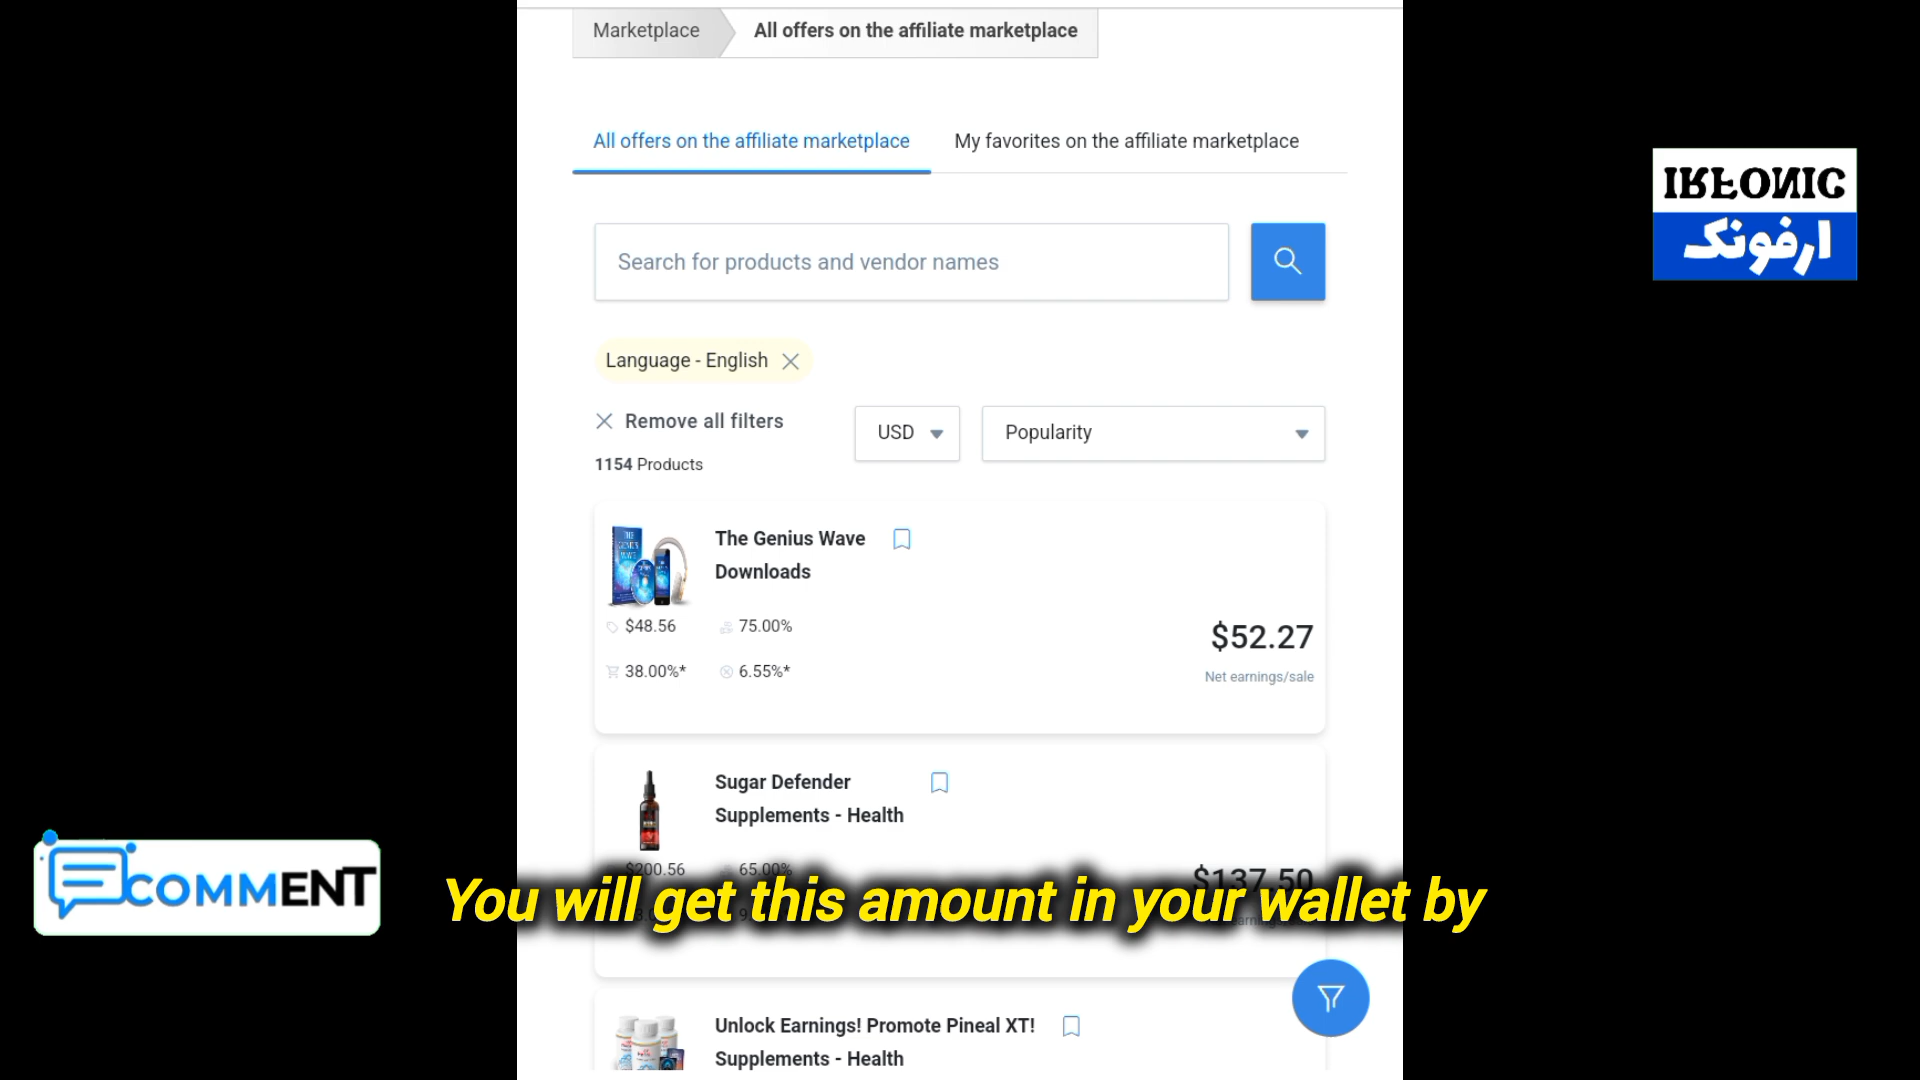 Marketplace
All offers on the affiliate marketplace
All offers on the affiliate marketplace
My favorites on the affiliate marketplace
IRFONIC
ارفونک
Search for products and vendor names
Language - English
Remove all filters
USD
Popularity
1154 Products
The Genius Wave
Downloads
$48.56
75.00%
$52.27
38.00%*
6.55%*
Net earnings/sale
Sugar Defender
Supplements - Health
$200.56
65.00%
$137.50
COMMENT
You will get this amount in your wallet by
Unlock Earnings! Promote Pineal XT!
Supplements - Health